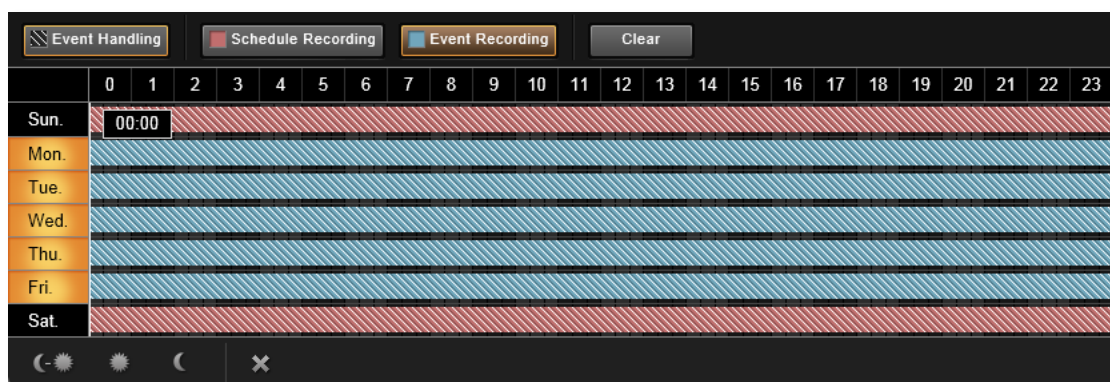 Event Handling Schedule Recording Event Recording Clear
0 1 2 3 4 5 6 7 8 9 10 11 12 13 14 15 16 17 18 19 20 21 22 23
Sun. 00:00
Mon.
Tue.
Wed.
Thu.
Fri.
Sat.